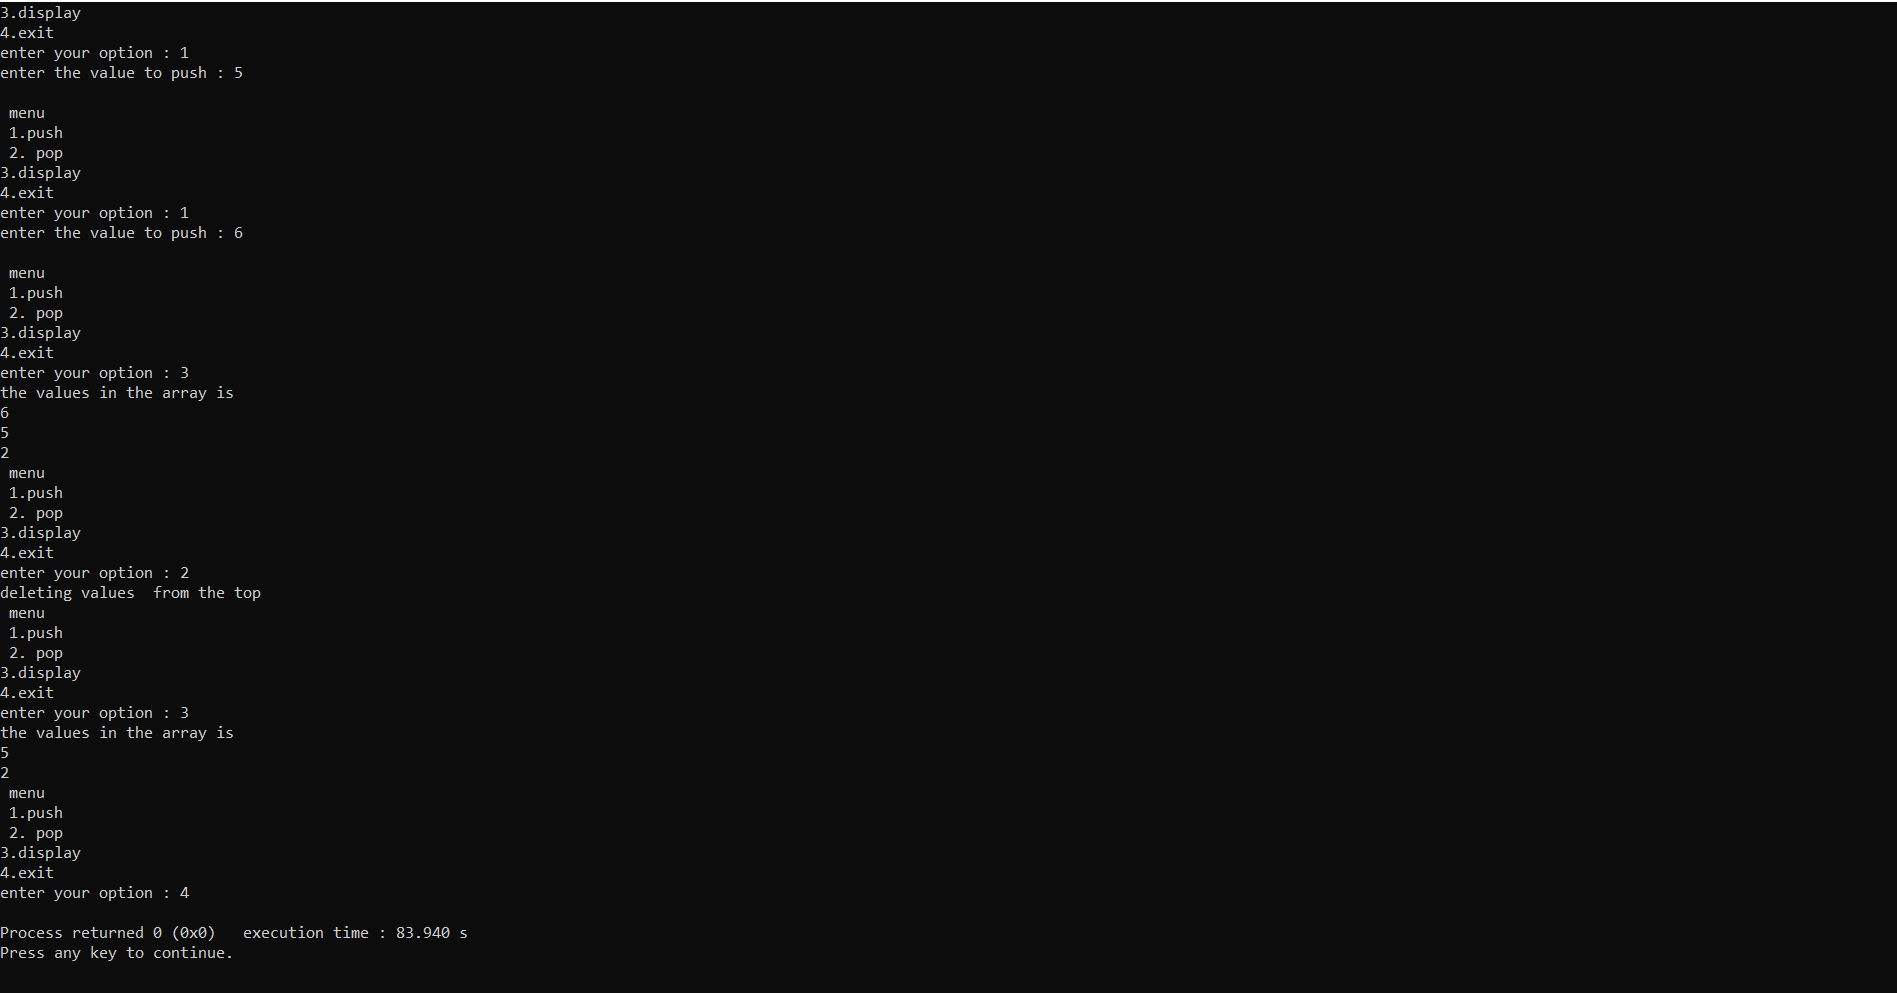 3.display
4.exit
enter your option : 1
enter the value to push : 5
menu
1.push
2. pop
3.display
4.exit
enter your option : 1
enter the value to push : 6
menu
1.push
2. pop
3.display
4.exit
enter your option : 3
the values in the array is
6
5
2
menu
1.push
2. pop
3.display
4.exit
enter your option : 2
deleting values  from the top
menu
1.push
2. pop
3.display
4.exit
enter your option : 3
the values in the array is
5
2
menu
1.push
2. pop
3.display
4.exit
enter your option : 4
Process returned 0 (0x0)   execution time : 83.940 s
Press any key to continue.